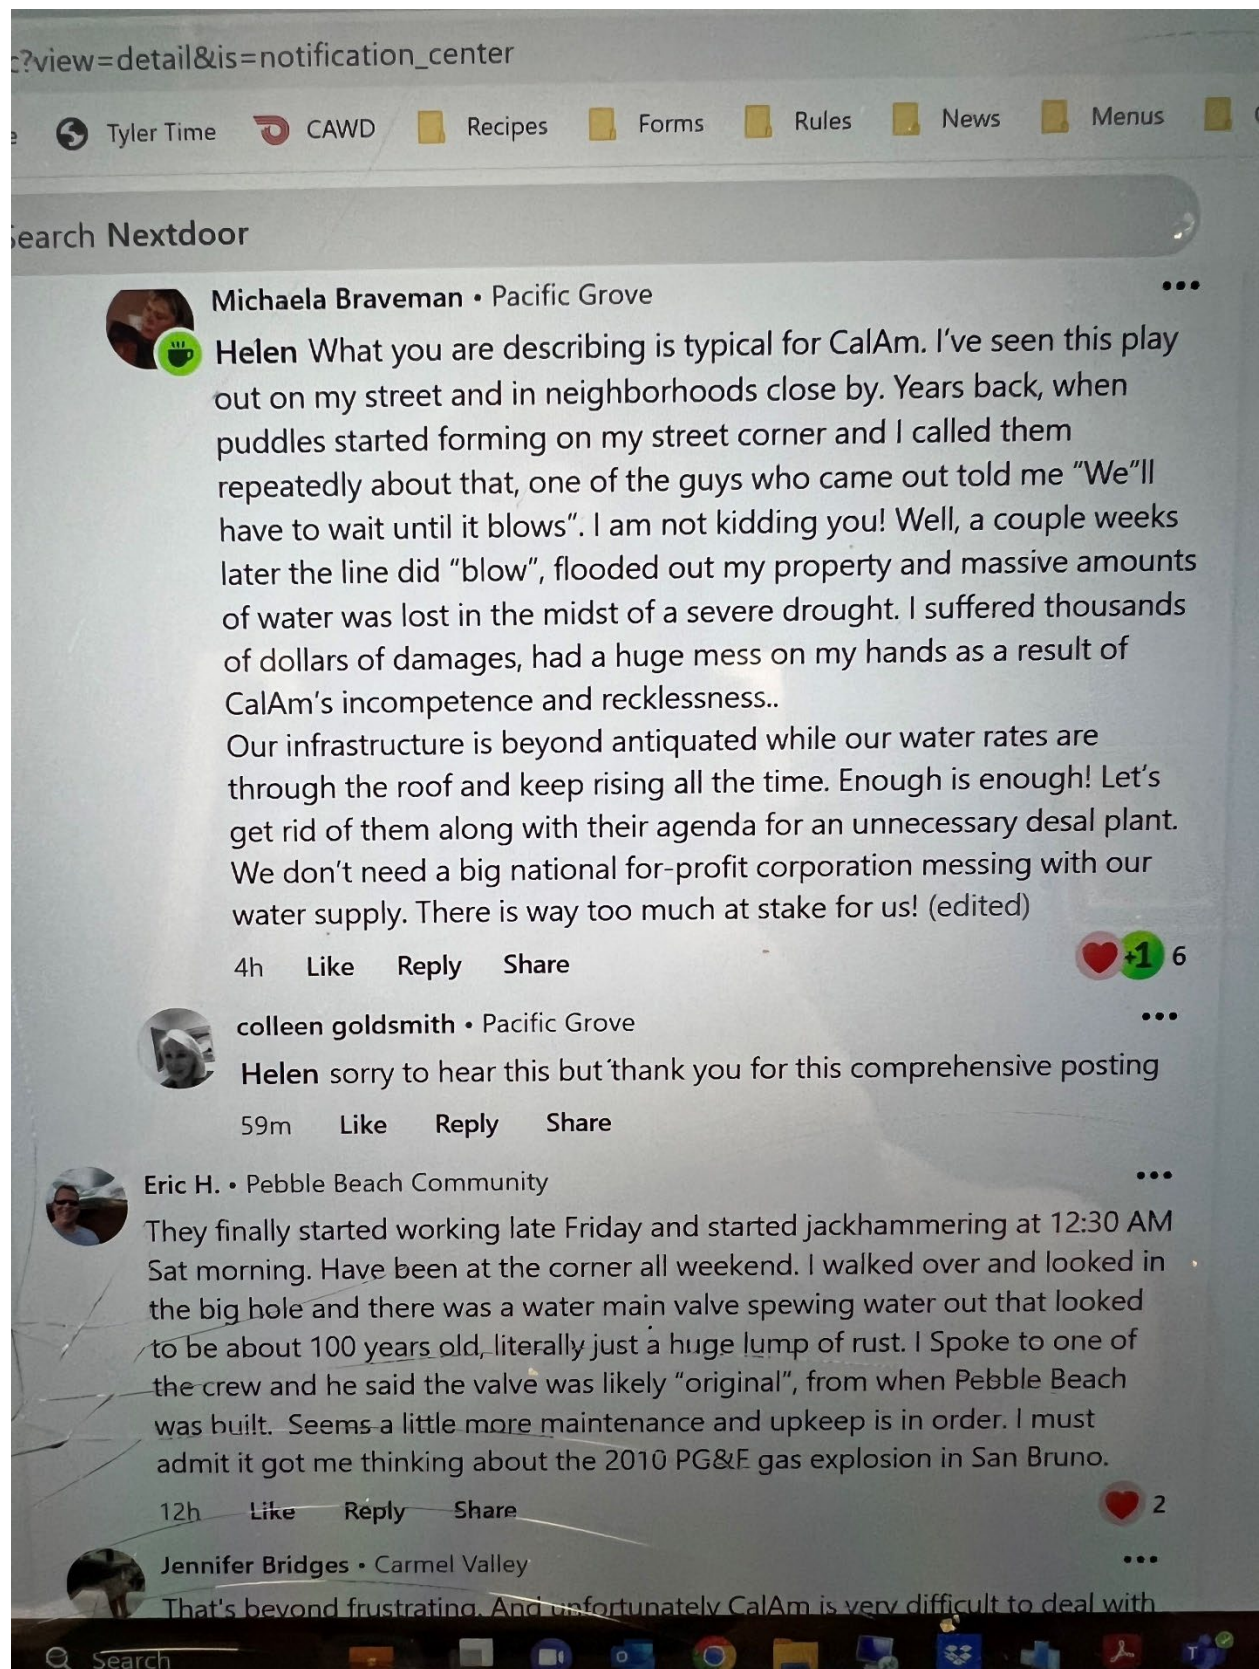 :?view=detail&is=notification_center
Tyler Time CAWD Recipes Forms Rules News Menus
Search Nextdoor
Michaela Braveman • Pacific Grove •••
Helen What you are describing is typical for CalAm. I've seen this play
out on my street and in neighborhoods close by. Years back, when
puddles started forming on my street corner and I called them
repeatedly about that, one of the guys who came out told me "We"ll
have to wait until it blows". I am not kidding you! Well, a couple weeks
later the line did "blow", flooded out my property and massive amounts
of water was lost in the midst of a severe drought. I suffered thousands
of dollars of damages, had a huge mess on my hands as a result of
CalAm's incompetence and recklessness..
Our infrastructure is beyond antiquated while our water rates are
through the roof and keep rising all the time. Enough is enough! Let's
get rid of them along with their agenda for an unnecessary desal plant.
We don't need a big national for-profit corporation messing with our
water supply. There is way too much at stake for us! (edited)
4h Like Reply Share +1 6
colleen goldsmith • Pacific Grove •••
Helen sorry to hear this but thank you for this comprehensive posting
59m Like Reply Share
Eric H. • Pebble Beach Community •••
They finally started working late Friday and started jackhammering at 12:30 AM
Sat morning. Have been at the corner all weekend. I walked over and looked in
the big hole and there was a water main valve spewing water out that looked
to be about 100 years old, literally just a huge lump of rust. I Spoke to one of
the crew and he said the valve was likely "original", from when Pebble Beach
was built. Seems a little more maintenance and upkeep is in order. I must
admit it got me thinking about the 2010 PG&E gas explosion in San Bruno.
12h Like Reply Share 2
Jennifer Bridges • Carmel Valley •••
That's beyond frustrating. And unfortunately CalAm is very difficult to deal with
Search